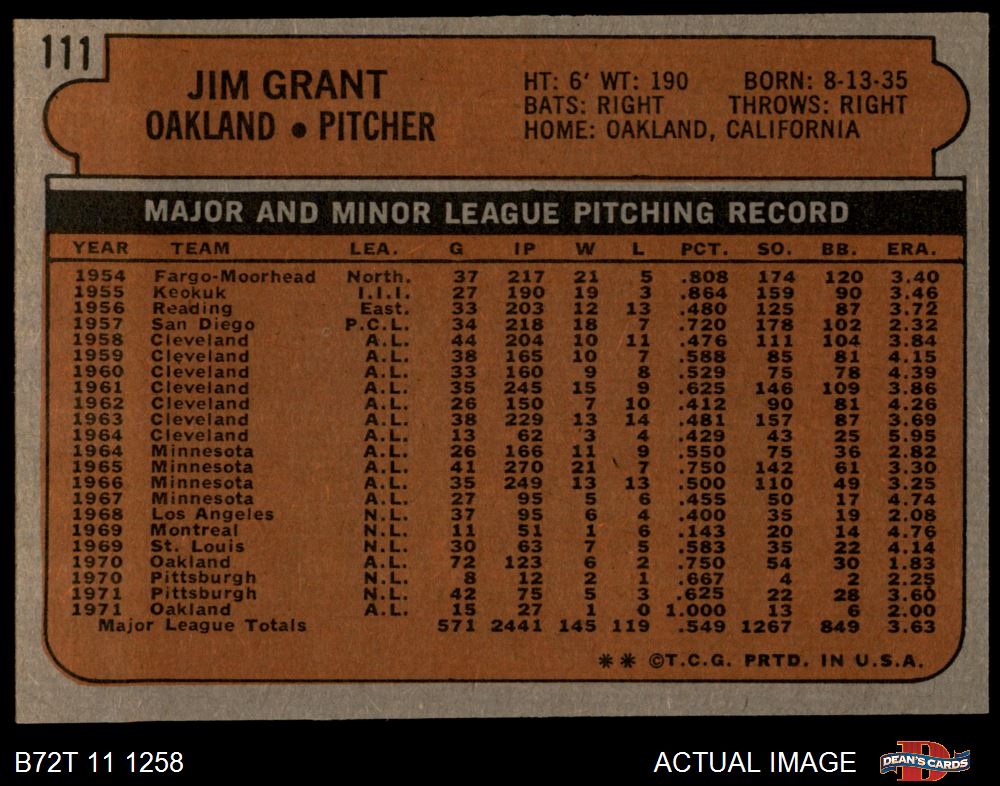 111
JIM GRANT
OAKLAND • PITCHER
HT: 6' WT: 190 BORN: 8-13-35
BATS: RIGHT THROWS: RIGHT
HOME: OAKLAND, CALIFORNIA
MAJOR AND MINOR LEAGUE PITCHING RECORD
YEAR TEAM LEA. G IP W L PCT. SO. BB. ERA.
1954 Fargo-Moorhead North. 37 217 21 5 .808 174 120 3.40
1955 Keokuk I.I.I. 27 190 19 3 .864 159 90 3.46
1956 Reading East. 33 203 12 13 .480 125 87 3.72
1957 San Diego P.C.L. 34 218 18 7 .720 178 102 2.32
1958 Cleveland A.L. 44 204 10 11 .476 111 104 3.84
1959 Cleveland A.L. 38 165 10 7 .588 85 81 4.15
1960 Cleveland A.L. 33 160 9 8 .529 75 78 4.39
1961 Cleveland A.L. 35 245 15 9 .625 146 109 3.86
1962 Cleveland A.L. 26 150 7 10 .412 90 81 4.26
1963 Cleveland A.L. 38 229 13 14 .481 157 87 3.69
1964 Cleveland A.L. 13 62 3 4 .429 43 25 5.95
1964 Minnesota A.L. 26 166 11 9 .550 75 36 2.82
1965 Minnesota A.L. 41 270 21 7 .750 142 61 3.30
1966 Minnesota A.L. 35 249 13 13 .500 110 49 3.25
1967 Minnesota A.L. 27 95 5 6 .455 50 17 4.74
1968 Los Angeles N.L. 37 95 6 4 .400 35 19 2.08
1969 Montreal N.L. 11 51 1 6 .143 20 14 4.76
1969 St. Louis N.L. 30 63 7 5 .583 35 22 4.14
1970 Oakland A.L. 72 123 6 2 .750 54 30 1.83
1970 Pittsburgh N.L. 8 12 2 1 .667 4 2 2.25
1971 Pittsburgh N.L. 42 75 5 3 .625 22 28 3.60
1971 Oakland A.L. 15 27 1 0 1.000 13 6 2.00
Major League Totals 571 2441 145 119 .549 1267 849 3.63
** ©T.C.G. PRTD. IN U.S.A.
B72T 11 1258
ACTUAL IMAGE
D
DEAN'S CARDS